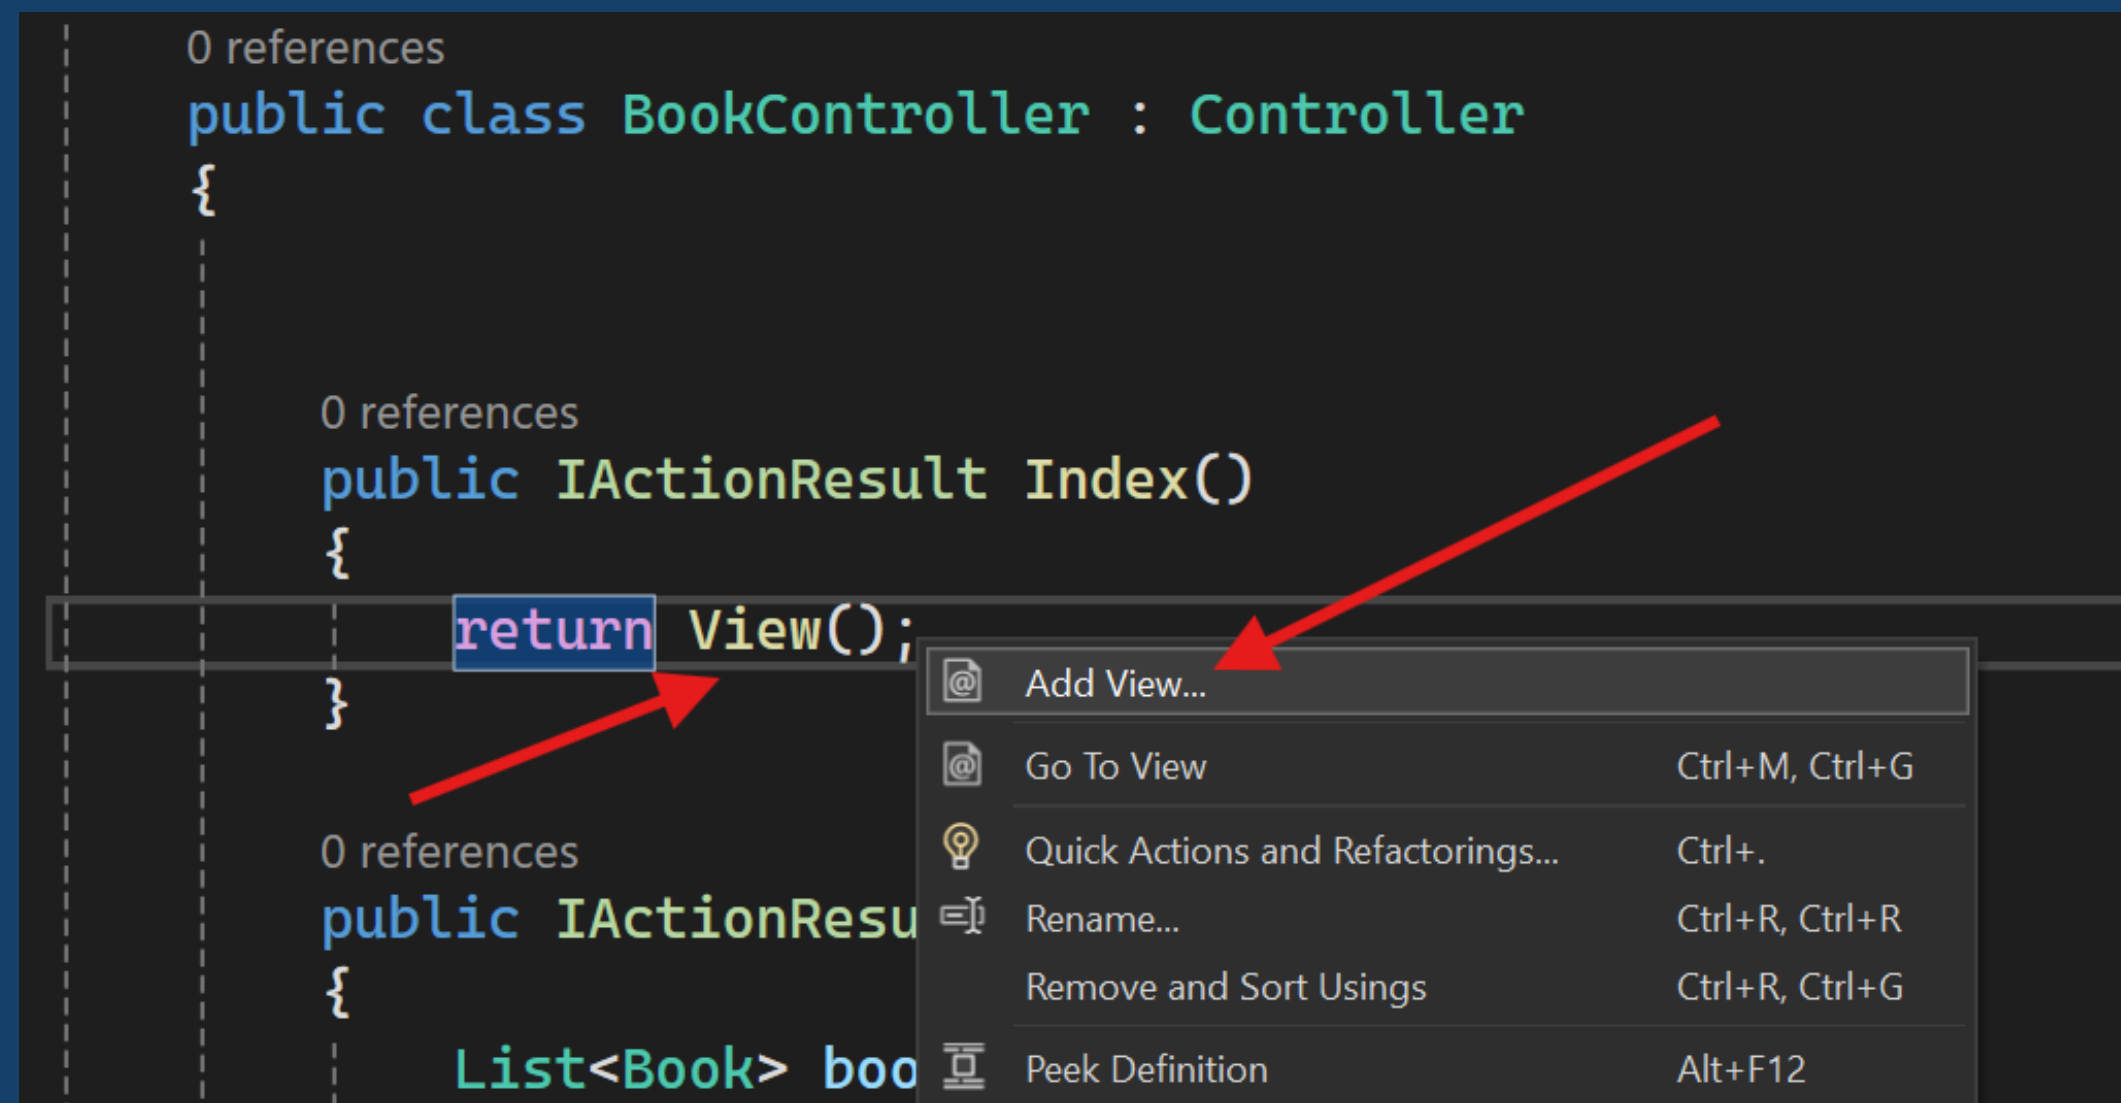 0 references
public class BookController : Controller
{
0 references
public IActionResult Index()
{
return View();
}
Add View...
Go To View Ctrl+M, Ctrl+G
Quick Actions and Refactorings... Ctrl+.
Rename... Ctrl+R, Ctrl+R
Remove and Sort Usings Ctrl+R, Ctrl+G
Peek Definition Alt+F12
0 references
public IActionResu
{
List<Book> boo